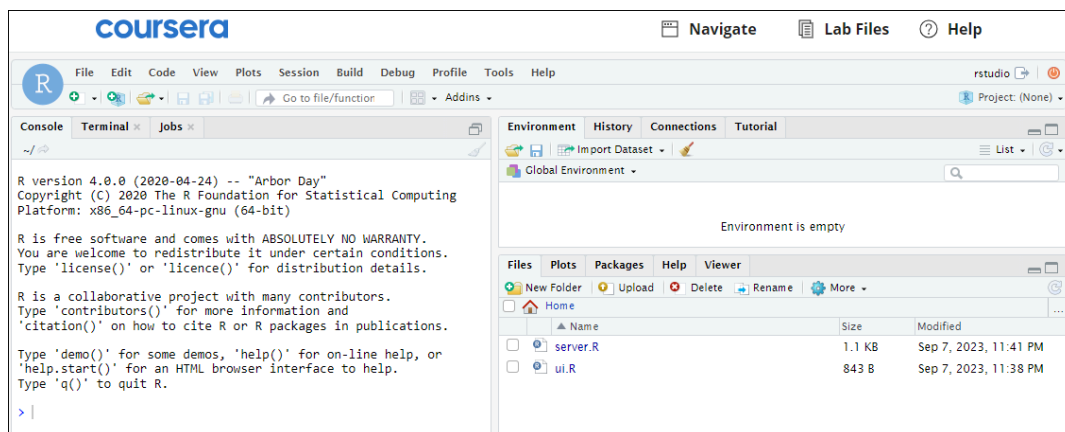 coursera
Navigate Lab Files Help
R File Edit Code View Plots Session Build Debug Profile Tools Help rstudio
Go to file/function Addins Project: (None)
Console Terminal Jobs
~/
R version 4.0.0 (2020-04-24) -- "Arbor Day"
Copyright (C) 2020 The R Foundation for Statistical Computing
Platform: x86_64-pc-linux-gnu (64-bit)
R is free software and comes with ABSOLUTELY NO WARRANTY.
You are welcome to redistribute it under certain conditions.
Type 'license()' or 'licence()' for distribution details.
R is a collaborative project with many contributors.
Type 'contributors()' for more information and
'citation()' on how to cite R or R packages in publications.
Type 'demo()' for some demos, 'help()' for on-line help, or
'help.start()' for an HTML browser interface to help.
Type 'q()' to quit R.
>
Environment History Connections Tutorial
Import Dataset List
Global Environment
Environment is empty
Files Plots Packages Help Viewer
New Folder Upload Delete Rename More
Home ...
Name Size Modified
server.R 1.1 KB Sep 7, 2023, 11:41 PM
ui.R 843 B Sep 7, 2023, 11:38 PM